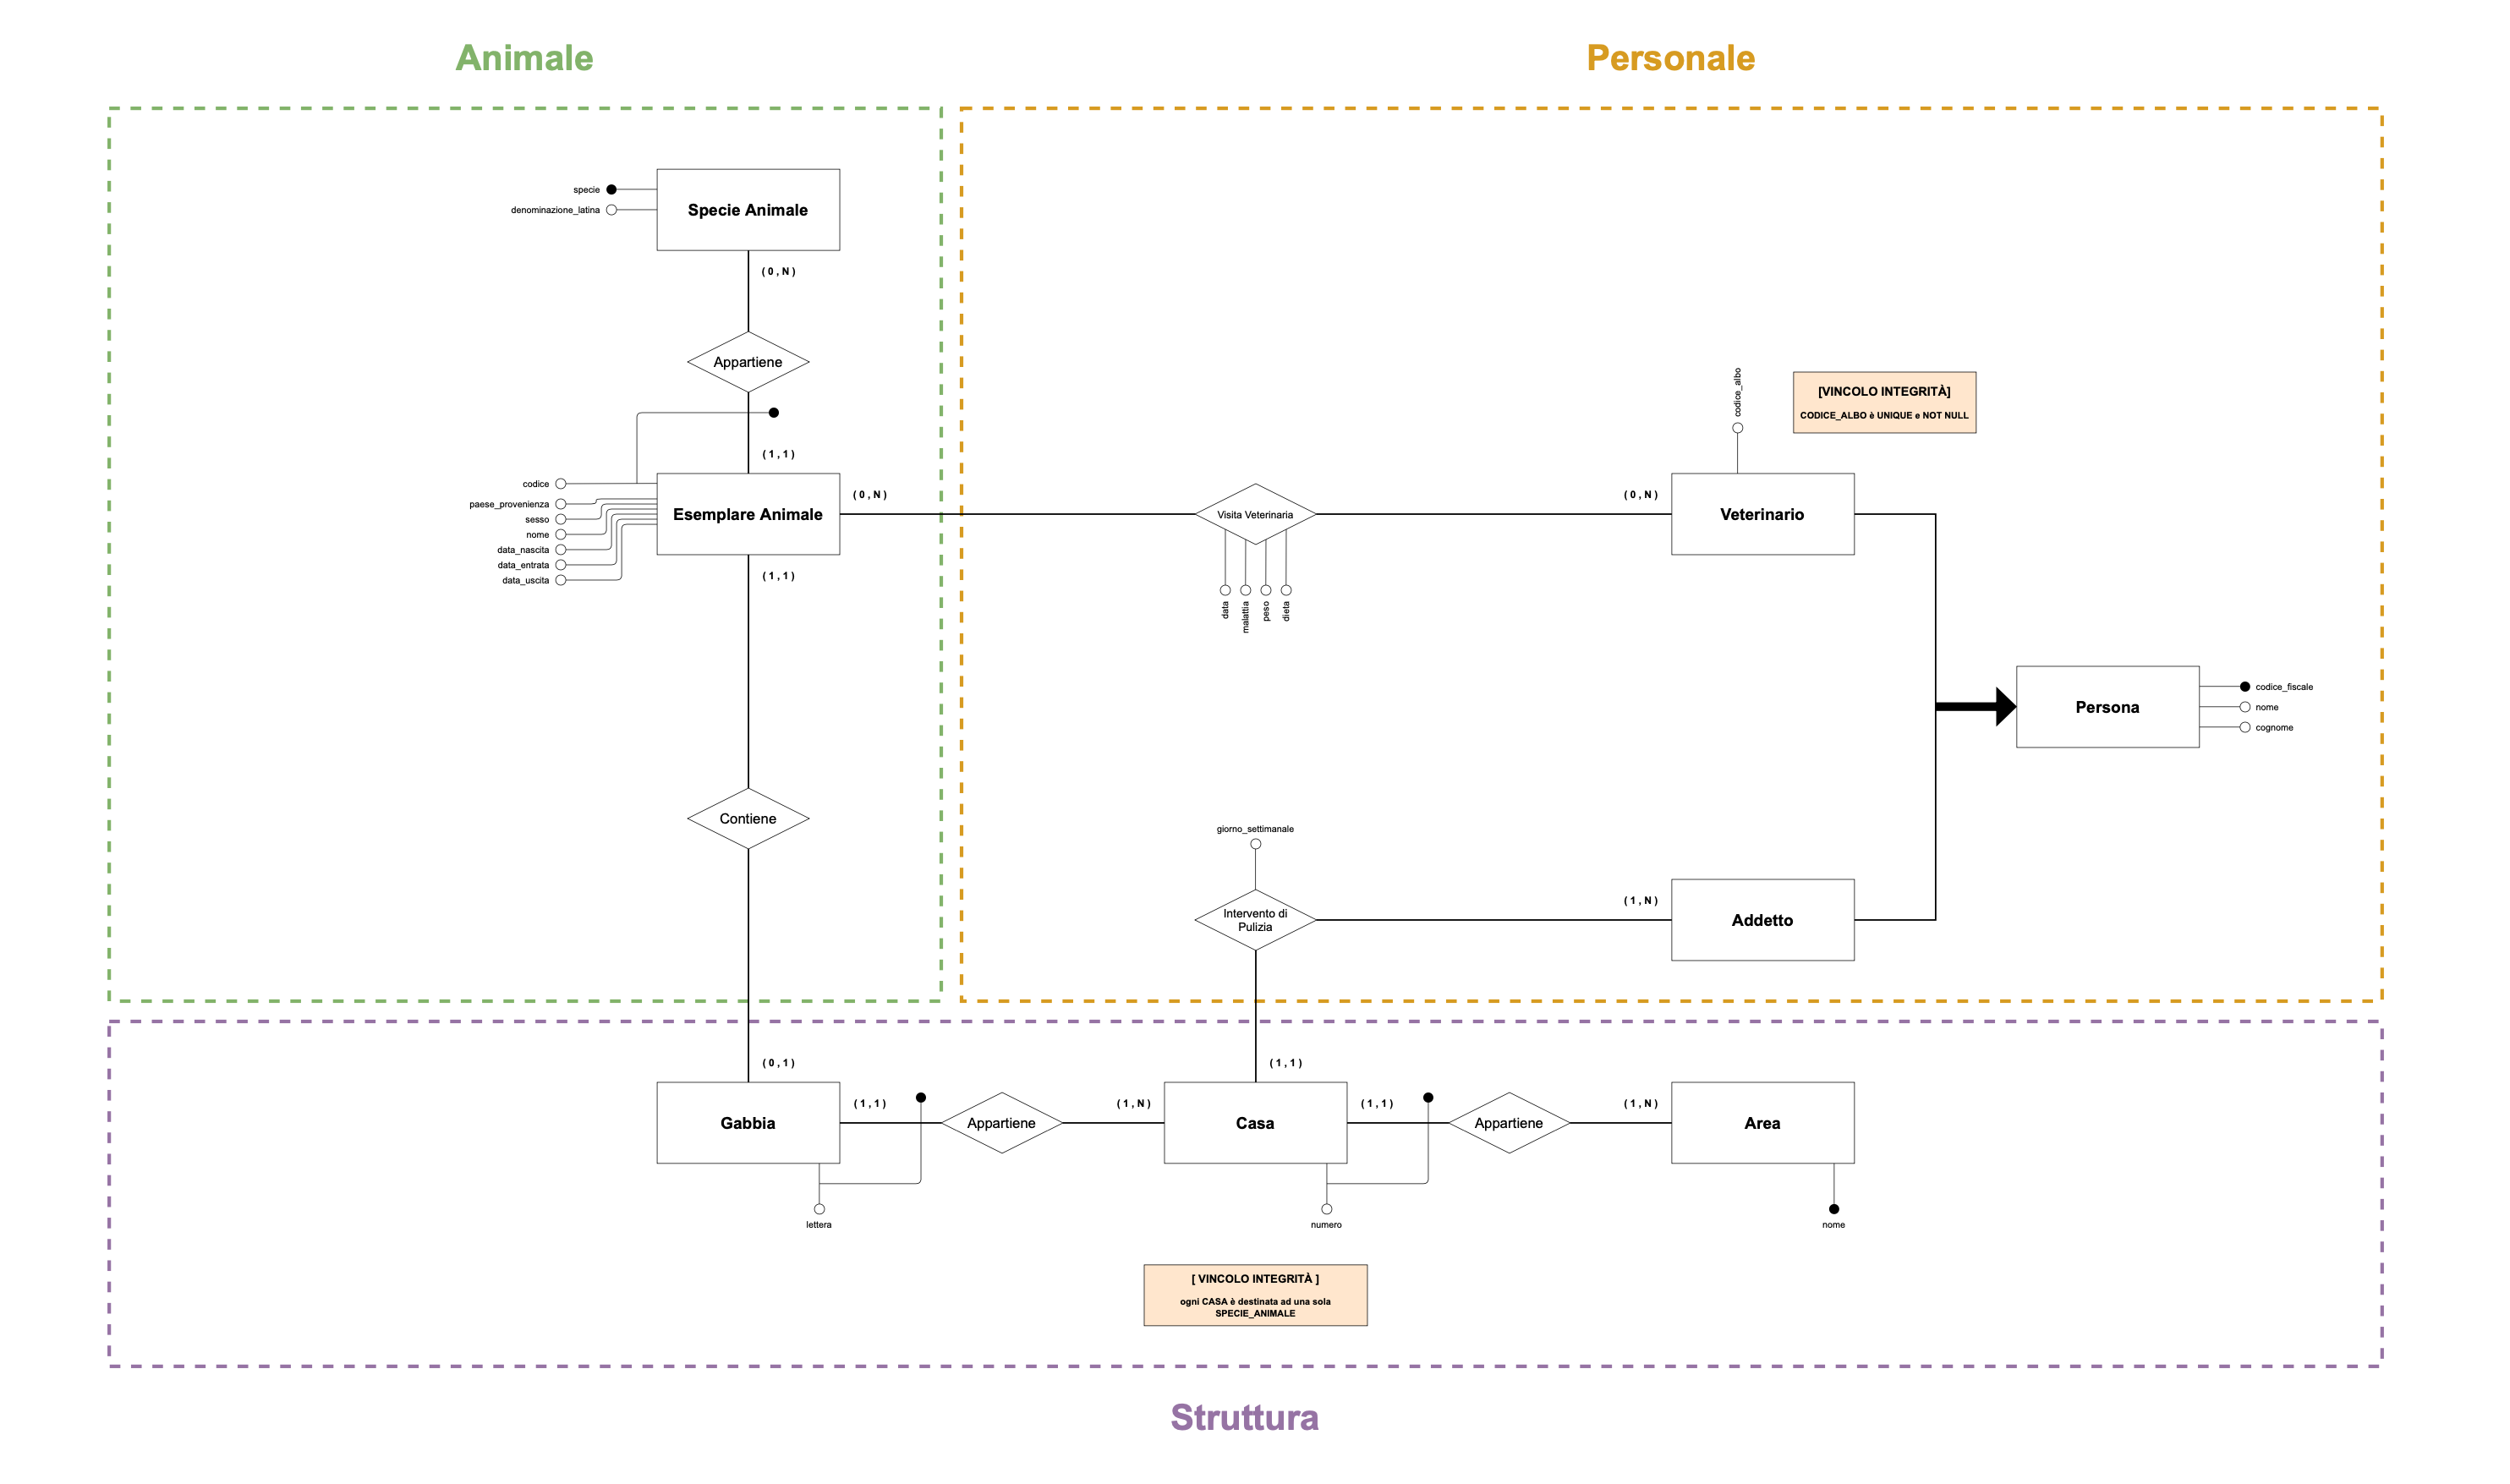 Animale
Personale
specie
denominazione_latina
Specie Animale
( 0 , N )
Appartiene
( 1 , 1 )
codice
paese_provenienza
sesso
nome
data_nascita
data_entrata
data_uscita
Esemplare Animale
( 0 , N )
( 1 , 1 )
Visita Veterinaria
data
malattia
peso
dieta
( 0 , N )
codice_albo
[VINCOLO INTEGRITÀ]
CODICE_ALBO è UNIQUE e NOT NULL
Veterinario
Persona
codice_fiscale
nome
cognome
Contiene
giorno_settimanale
Intervento di
Pulizia
( 1 , N )
Addetto
( 0 , 1 )
( 1 , 1 )
Gabbia
( 1 , 1 )
Appartiene
( 1 , N )
Casa
( 1 , 1 )
Appartiene
( 1 , N )
Area
lettera
numero
nome
[ VINCOLO INTEGRITÀ ]
ogni CASA è destinata ad una sola
SPECIE_ANIMALE
Struttura